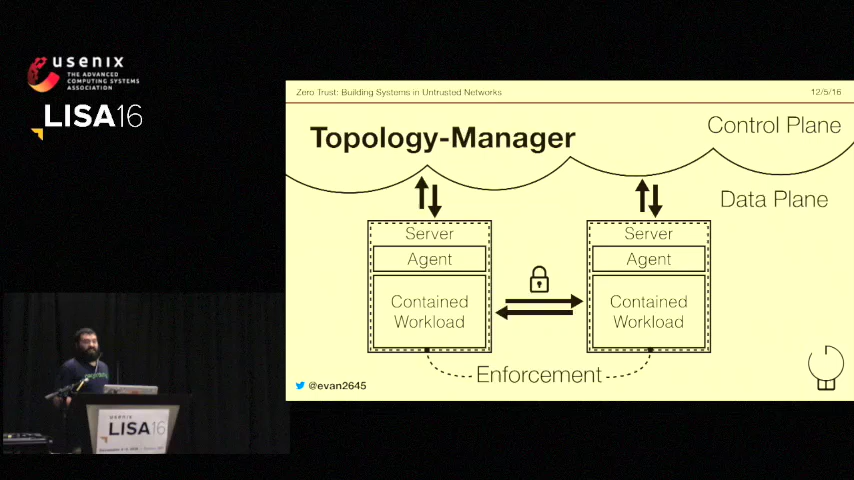 usenix
THE ADVANCED
COMPUTING SYSTEMS
ASSOCIATION
LISA16
Zero Trust: Building Systems in Untrusted Networks
12/5/16
Topology-Manager
Control Plane
Data Plane
Server
Agent
Contained
Workload
Server
Agent
Contained
Workload
Enforcement
@evan2645
usenix
LISA16